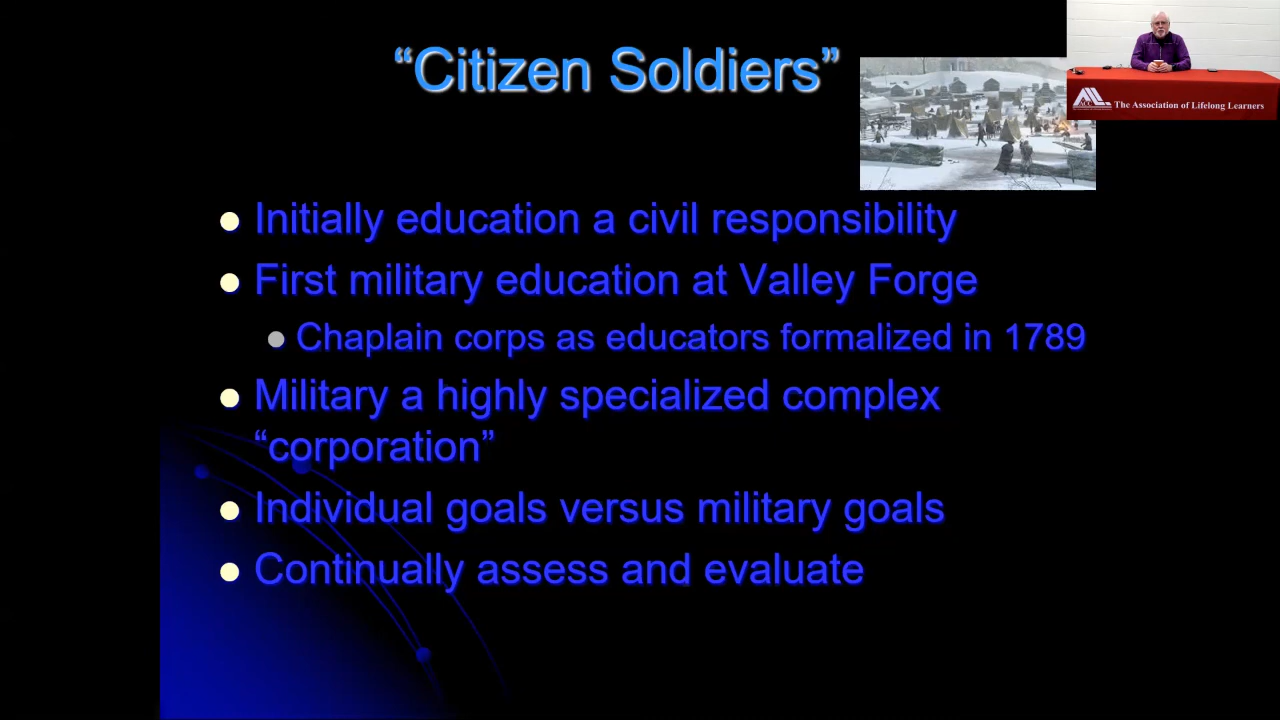 “Citizen Soldiers”
ACC
The Association of Lifelong Learners
Initially education a civil responsibility
First military education at Valley Forge
Chaplain corps as educators formalized in 1789
Military a highly specialized complex
“corporation”
Individual goals versus military goals
Continually assess and evaluate